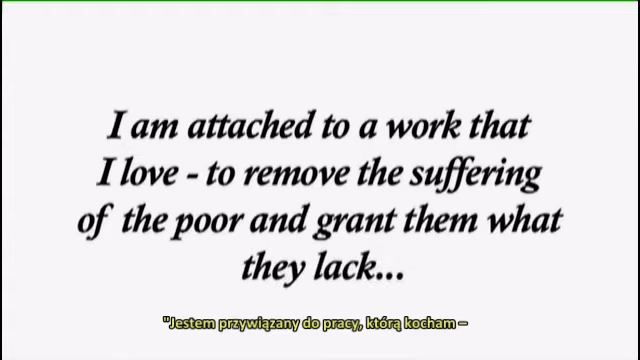 I am attached to a work that
I love - to remove the suffering
of the poor and grant them what
they lack...
"Jestem przywiązany do pracy, którą kocham –